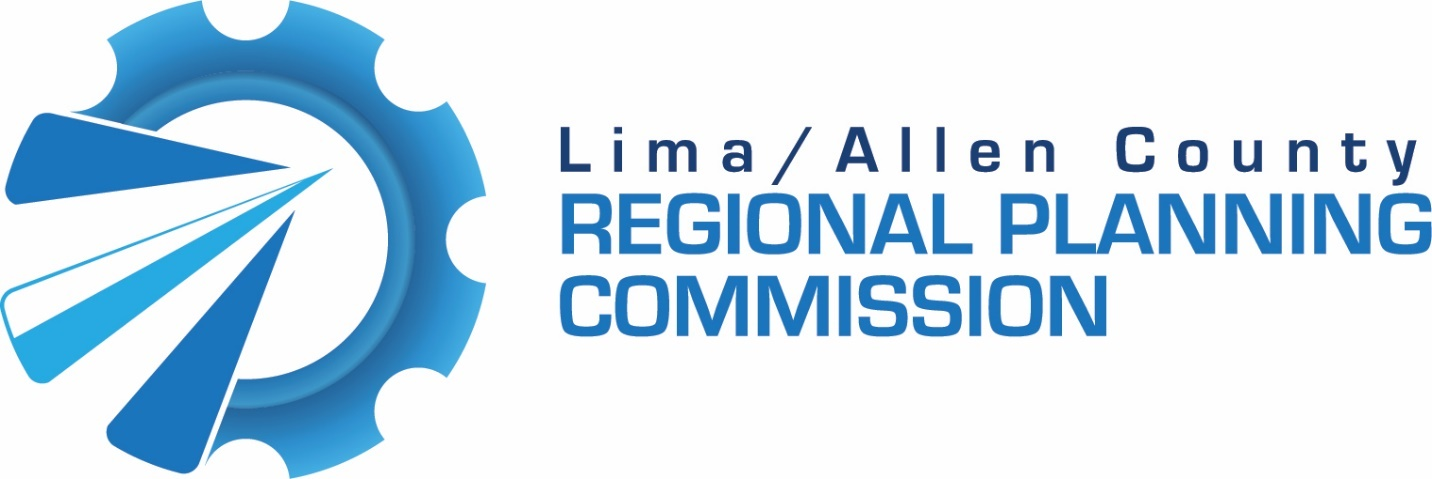 Lima/Allen County
REGIONAL PLANNING
COMMISSION